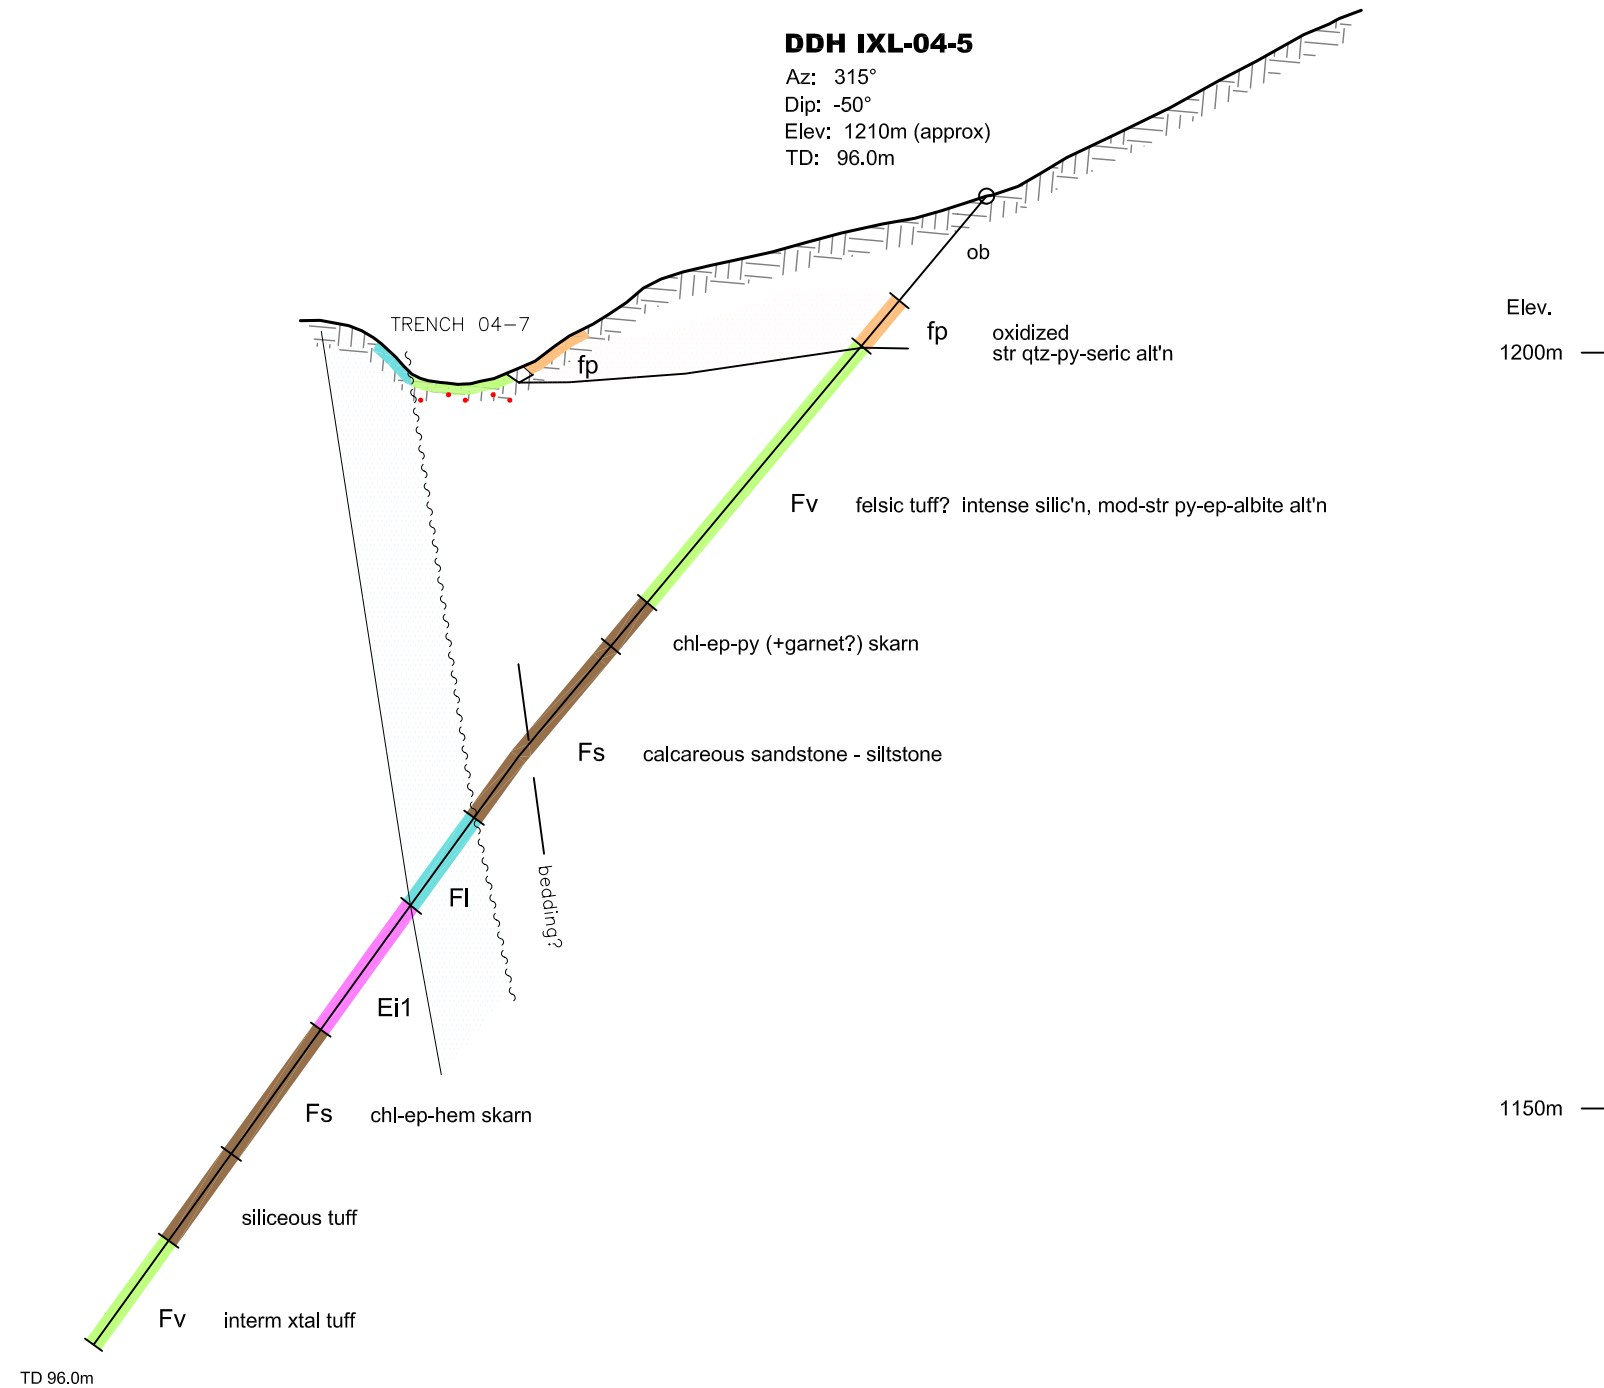 DDH IXL-04-5
Az: 315°
Dip: -50°
Elev: 1210m (approx)
TD: 96.0m
ob
Elev.
TRENCH 04-7
fp
oxidized
str qtz-py-seric alt'n
1200m
fp
Fv felsic tuff? intense silic'n, mod-str py-ep-albite alt'n
chl-ep-py (+garnet?) skarn
Fs calcareous sandstone - siltstone
bedding?
Fl
Ei1
Fs chl-ep-hem skarn
1150m
siliceous tuff
Fv interm xtal tuff
TD 96.0m